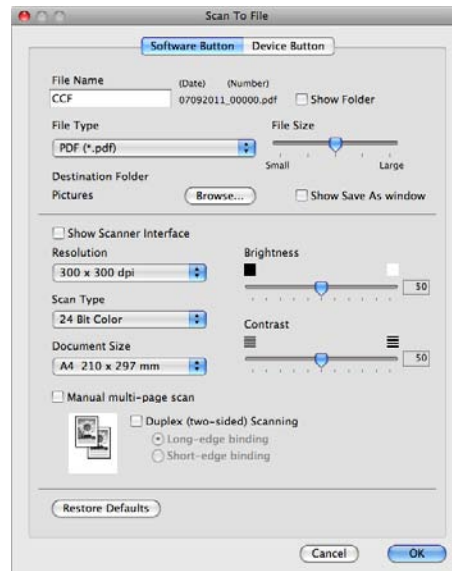 Scan To File
Software Button Device Button
File Name (Date) (Number)
CCF 07092011_00000.pdf Show Folder
File Type File Size
PDF (*.pdf)
Small Large
Destination Folder
Pictures Browse... Show Save As window
Show Scanner Interface
Resolution Brightness
300 x 300 dpi 50
Scan Type
24 Bit Color Contrast
Document Size
A4 210 x 297 mm 50
Manual multi-page scan
Duplex (two-sided) Scanning
Long-edge binding
Short-edge binding
Restore Defaults
Cancel OK